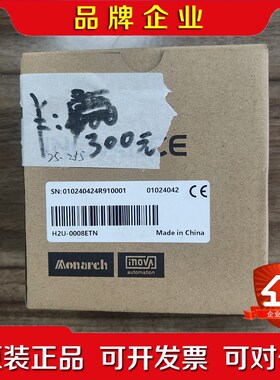 品牌企业
¥:
300元
CE
SN:010240424R910001 01024042 CE
H2U-0008ETN Made in China
Monarch inova
automation
装正品 可开发票 可对